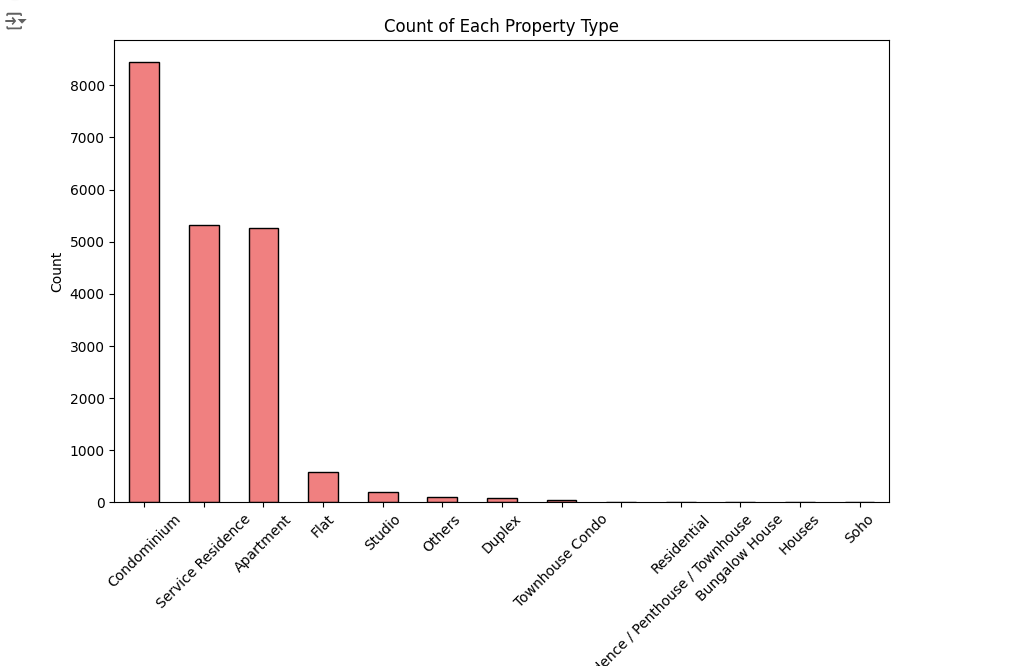 Count of Each Property Type
Count
8000
7000
6000
5000
4000
3000
2000
1000
0
Condominium
Service Residence
Apartment
Flat
Studio
Others
Duplex
Townhouse Condo
/ Penthouse / Townhouse
Residential
Bungalow House
Houses
Soho